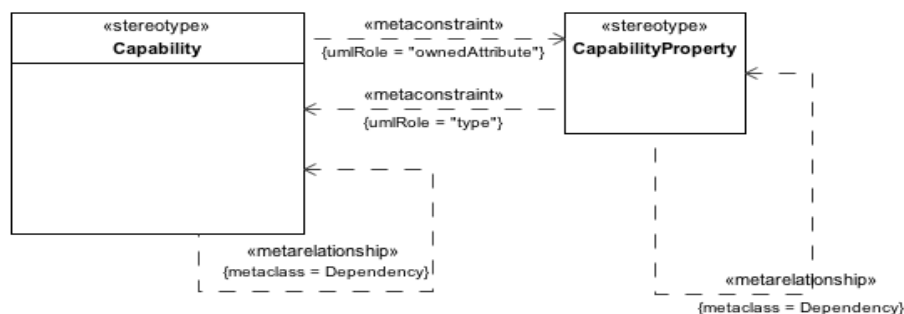 «stereotype»
Capability
«metaconstraint»
{umlRole = "ownedAttribute"}
«stereotype»
CapabilityProperty
«metaconstraint»
{umlRole = "type"}
«metarelationship»
{metaclass = Dependency}
«metarelationship»
{metaclass = Dependency}